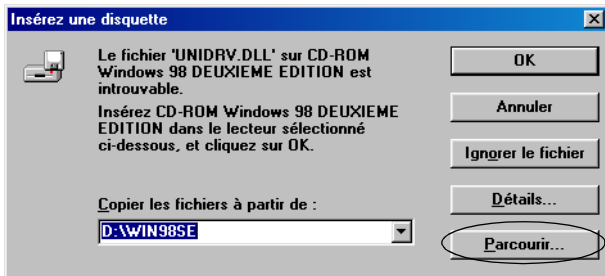 Insérez une disquette
Le fichier 'UNIDRV.DLL' sur CD-ROM
Windows 98 DEUXIEME EDITION est
introuvable.
Insérez CD-ROM Windows 98 DEUXIEME
EDITION dans le lecteur sélectionné
ci-dessous, et cliquez sur OK.
Copier les fichiers à partir de :
D:\WIN98SE
OK
Annuler
Ignorer le fichier
Détails...
Parcourir...